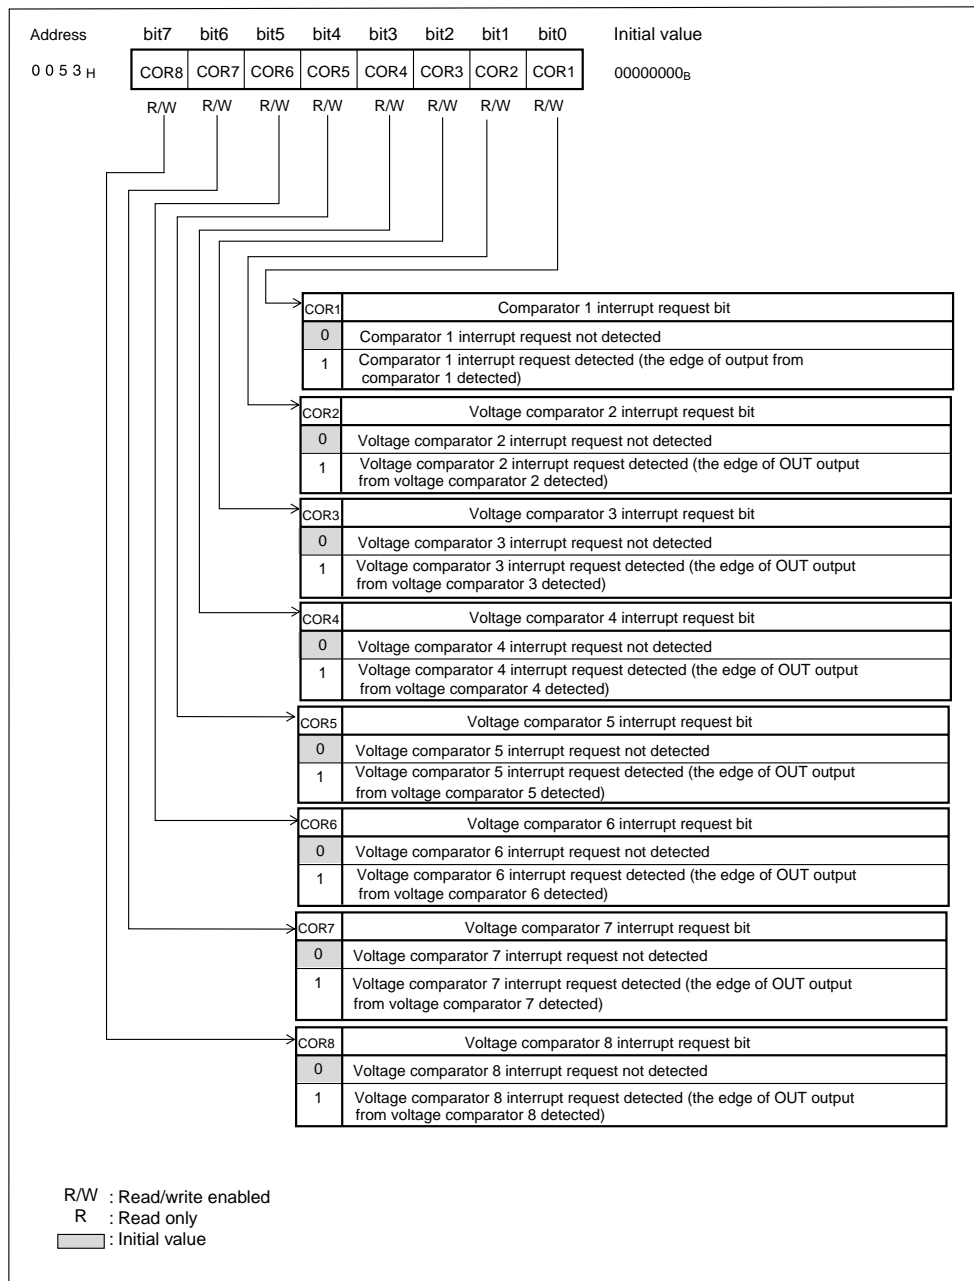 Address bit7 bit6 bit5 bit4 bit3 bit2 bit1 bit0 Initial value
0 0 5 3 H COR8 COR7 COR6 COR5 COR4 COR3 COR2 COR1 00000000B
R/W R/W R/W R/W R/W R/W R/W R/W
COR1 Comparator 1 interrupt request bit
0 Comparator 1 interrupt request not detected
1 Comparator 1 interrupt request detected (the edge of output from
comparator 1 detected)
COR2 Voltage comparator 2 interrupt request bit
0 Voltage comparator 2 interrupt request not detected
1 Voltage comparator 2 interrupt request detected (the edge of OUT output
from voltage comparator 2 detected)
COR3 Voltage comparator 3 interrupt request bit
0 Voltage comparator 3 interrupt request not detected
1 Voltage comparator 3 interrupt request detected (the edge of OUT output
from voltage comparator 3 detected)
COR4 Voltage comparator 4 interrupt request bit
0 Voltage comparator 4 interrupt request not detected
1 Voltage comparator 4 interrupt request detected (the edge of OUT output
from voltage comparator 4 detected)
COR5 Voltage comparator 5 interrupt request bit
0 Voltage comparator 5 interrupt request not detected
1 Voltage comparator 5 interrupt request detected (the edge of OUT output
from voltage comparator 5 detected)
COR6 Voltage comparator 6 interrupt request bit
0 Voltage comparator 6 interrupt request not detected
1 Voltage comparator 6 interrupt request detected (the edge of OUT output
from voltage comparator 6 detected)
COR7 Voltage comparator 7 interrupt request bit
0 Voltage comparator 7 interrupt request not detected
1 Voltage comparator 7 interrupt request detected (the edge of OUT output
from voltage comparator 7 detected)
COR8 Voltage comparator 8 interrupt request bit
0 Voltage comparator 8 interrupt request not detected
1 Voltage comparator 8 interrupt request detected (the edge of OUT output
from voltage comparator 8 detected)
R/W : Read/write enabled
R : Read only
: Initial value